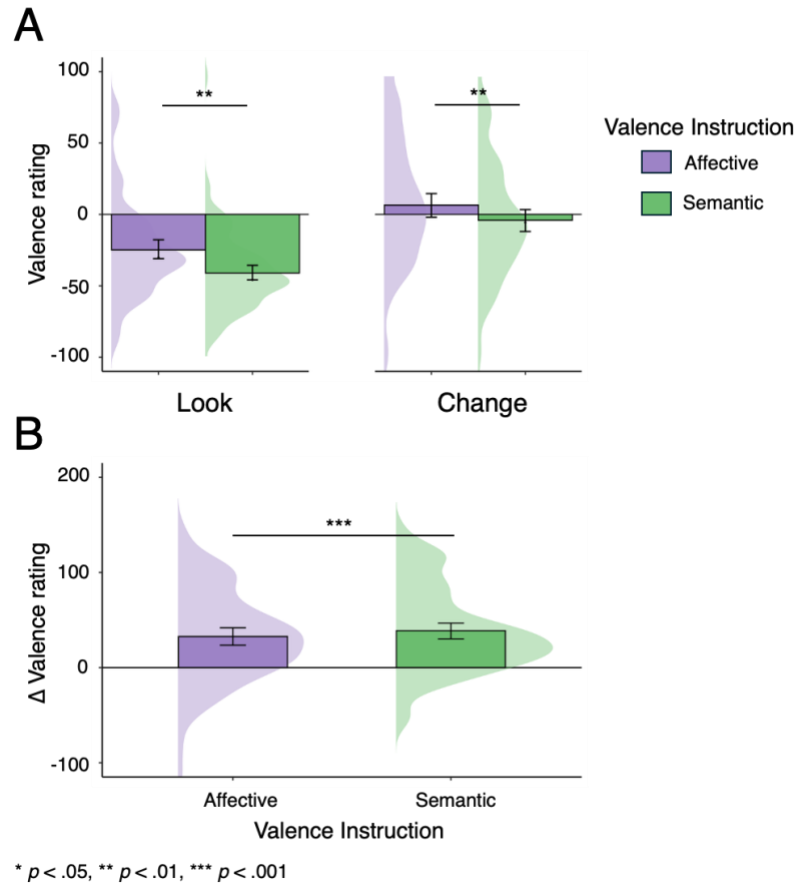 A
100
50
0
-50
-100
Valence rating
**
**
Look
Change
Valence Instruction
Affective
Semantic
B
200
100
0
-100
Δ Valence rating
***
Affective
Semantic
Valence Instruction
* p < .05, ** p < .01, *** p < .001